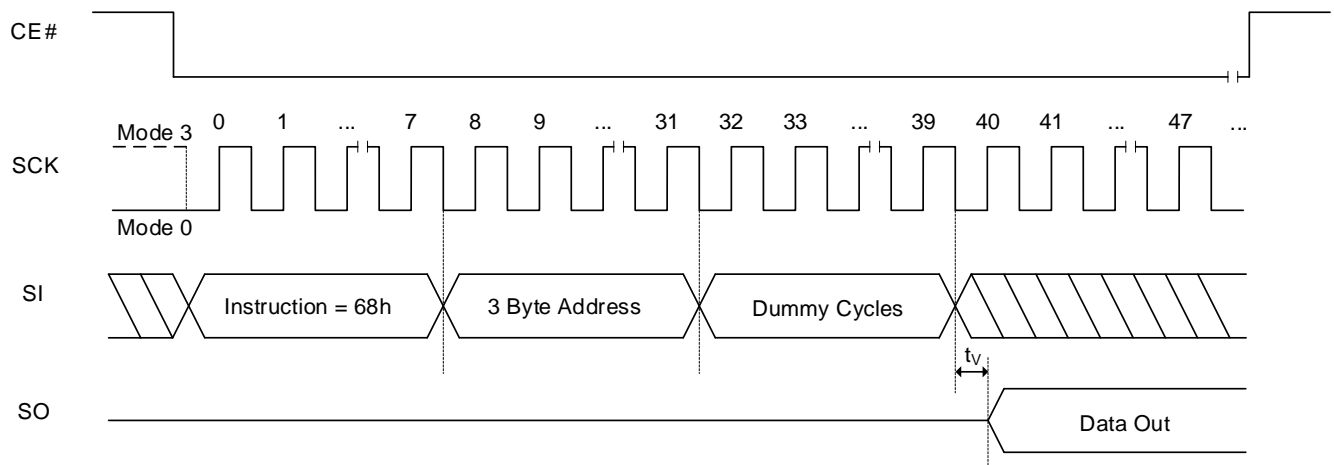 CE#
Mode 3
0 1 ... 7 8 9 ... 31 32 33 ... 39 40 41 ... 47 ...
SCK
Mode 0
SI
Instruction = 68h
3 Byte Address
Dummy Cycles
tV
SO
Data Out